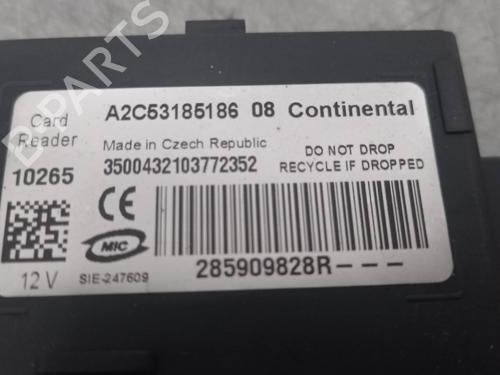 Card Reader
A2C53185186 08 Continental
10265
Made in Czech Republic
3500432103772352
DO NOT DROP
RECYCLE IF DROPPED
CE
MIC
12 V
SIE-247609
285909828R---
B-PARTS